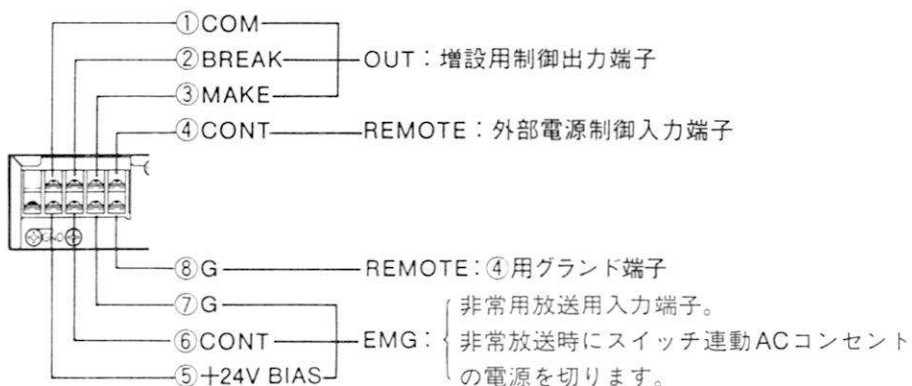 ①COM
②BREAK
OUT：増設用制御出力端子
③MAKE
④CONT
REMOTE：外部電源制御入力端子
⑧G
REMOTE：④用グランド端子
⑦G
⑥CONT
⑤＋24V BIAS
EMG：
非常用放送用入力端子。
非常放送時にスイッチ連動ACコンセント
の電源を切ります。